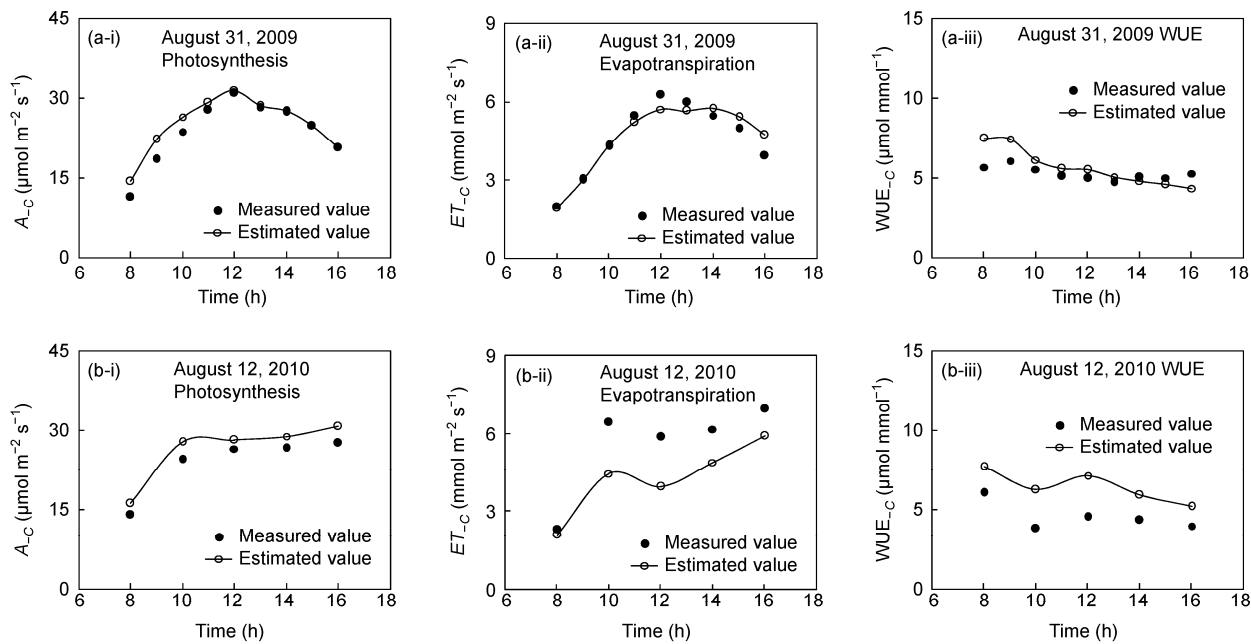 (a-i)
August 31, 2009
Photosynthesis
A–C (μmol m−2 s−1)
45
30
15
0
Measured value
Estimated value
6 8 10 12 14 16 18
Time (h)
(a-ii)
August 31, 2009
Evapotranspiration
ET–C (mmol m−2 s−1)
9
6
3
0
Measured value
Estimated value
6 8 10 12 14 16 18
Time (h)
(a-iii)
August 31, 2009 WUE
WUE–C (μmol mmol−1)
15
10
5
0
Measured value
Estimated value
6 8 10 12 14 16 18
Time (h)
(b-i)
August 12, 2010
Photosynthesis
A–C (μmol m−2 s−1)
45
30
15
0
Measured value
Estimated value
6 8 10 12 14 16 18
Time (h)
(b-ii)
August 12, 2010
Evapotranspiration
ET–C (mmol m−2 s−1)
9
6
3
0
Measured value
Estimated value
6 8 10 12 14 16 18
Time (h)
(b-iii)
August 12, 2010 WUE
WUE–C (μmol mmol−1)
15
10
5
0
Measured value
Estimated value
6 8 10 12 14 16 18
Time (h)